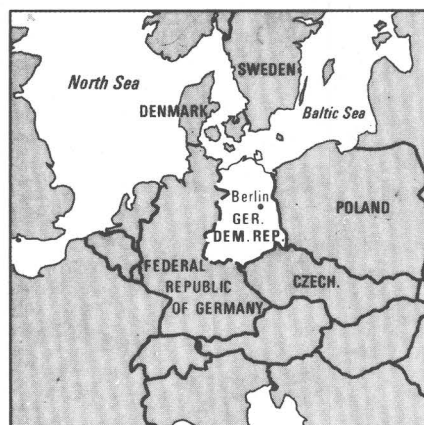 SWEDEN
North Sea
DENMARK
Baltic Sea
Berlin
GER.
DEM. REP.
POLAND
FEDERAL
REPUBLIC
OF GERMANY
CZECH.